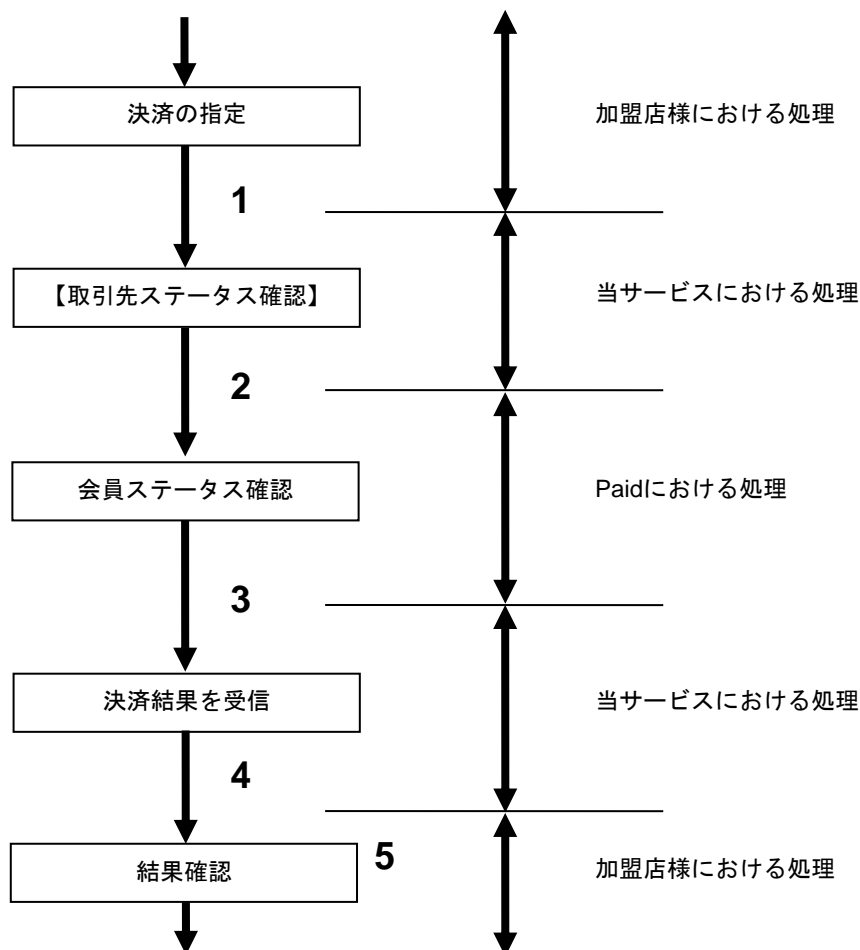 決済の指定
加盟店様における処理
1
【取引先ステータス確認】
当サービスにおける処理
2
会員ステータス確認
Paidにおける処理
3
決済結果を受信
当サービスにおける処理
4
結果確認
5
加盟店様における処理